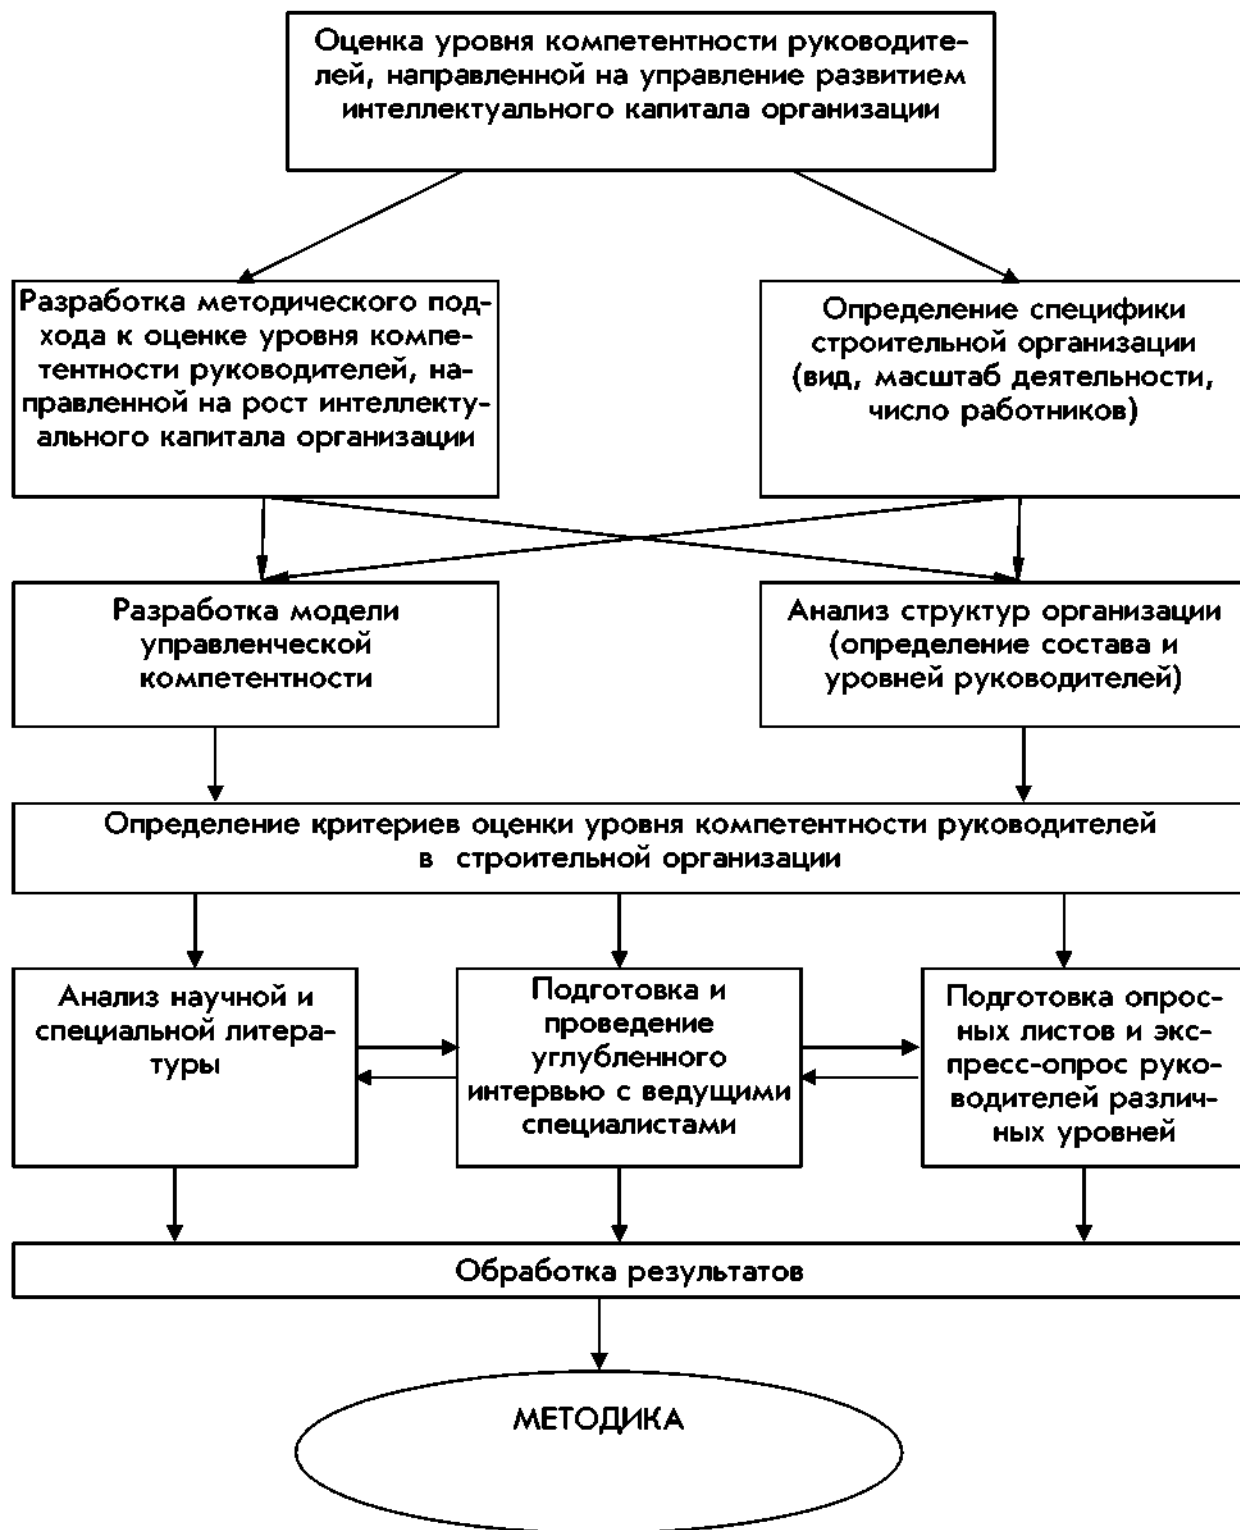 Оценка уровня компетентности руководите-
лей, направленной на управление развитием
интеллектуального капитала организации
Разработка методического под-
хода к оценке уровня компе-
тентности руководителей, на-
правленной на рост интеллекту-
ального капитала организации
Определение специфики
строительной организации
(вид, масштаб деятельности,
число работников)
Разработка модели
управленческой
компетентности
Анализ структур организации
(определение состава и
уровней руководителей)
Определение критериев оценки уровня компетентности руководителей
в строительной организации
Анализ научной и
специальной литера-
туры
Подготовка и
проведение
углубленного
интервью с ведущими
специалистами
Подготовка опрос-
ных листов и экс-
пресс-опрос руко-
водителей различ-
ных уровней
Обработка результатов
МЕТОДИКА